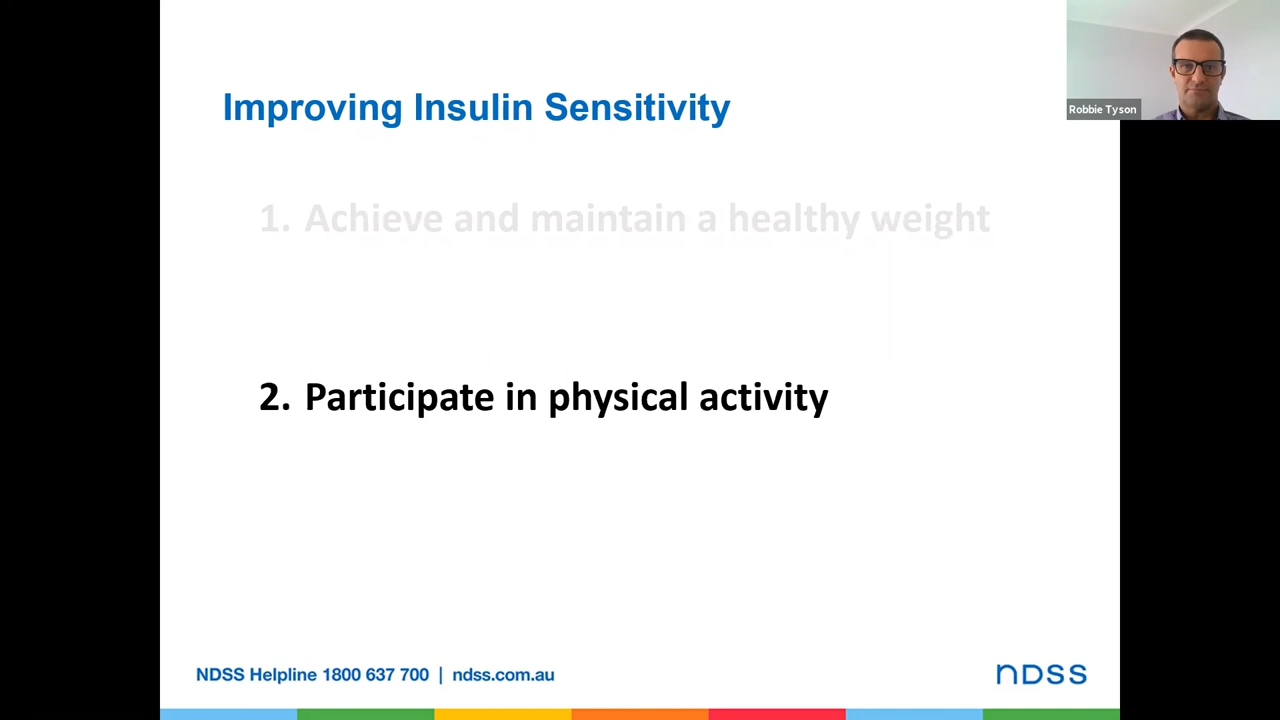 Robbie Tyson
Improving Insulin Sensitivity
1. Achieve and maintain a healthy weight
2. Participate in physical activity
NDSS Helpline 1800 637 700 | ndss.com.au
NDSS